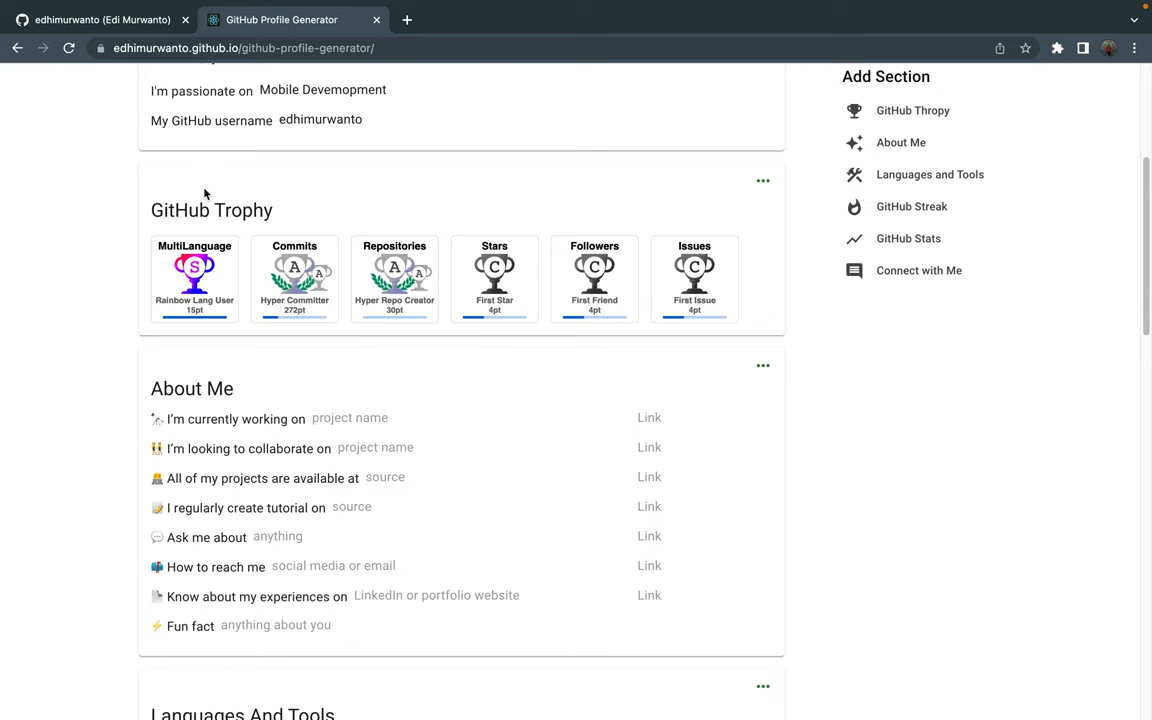 edhimurwanto (Edi Murwanto)
GitHub Profile Generator
edhimurwanto.github.io/github-profile-generator/
I'm passionate on Mobile Devemopment
My GitHub username edhimurwanto
GitHub Trophy
MultiLanguage
S
Rainbow Lang User
15pt
Commits
A
A
Hyper Committer
272pt
Repositories
A
A
Hyper Repo Creator
30pt
Stars
C
First Star
4pt
Followers
C
First Friend
4pt
Issues
C
First Issue
4pt
About Me
I'm currently working on project name Link
I'm looking to collaborate on project name Link
All of my projects are available at source Link
I regularly create tutorial on source Link
Ask me about anything Link
How to reach me social media or email Link
Know about my experiences on LinkedIn or portfolio website Link
Fun fact anything about you
Languages And Tools
Add Section
GitHub Thropy
About Me
Languages and Tools
GitHub Streak
GitHub Stats
Connect with Me